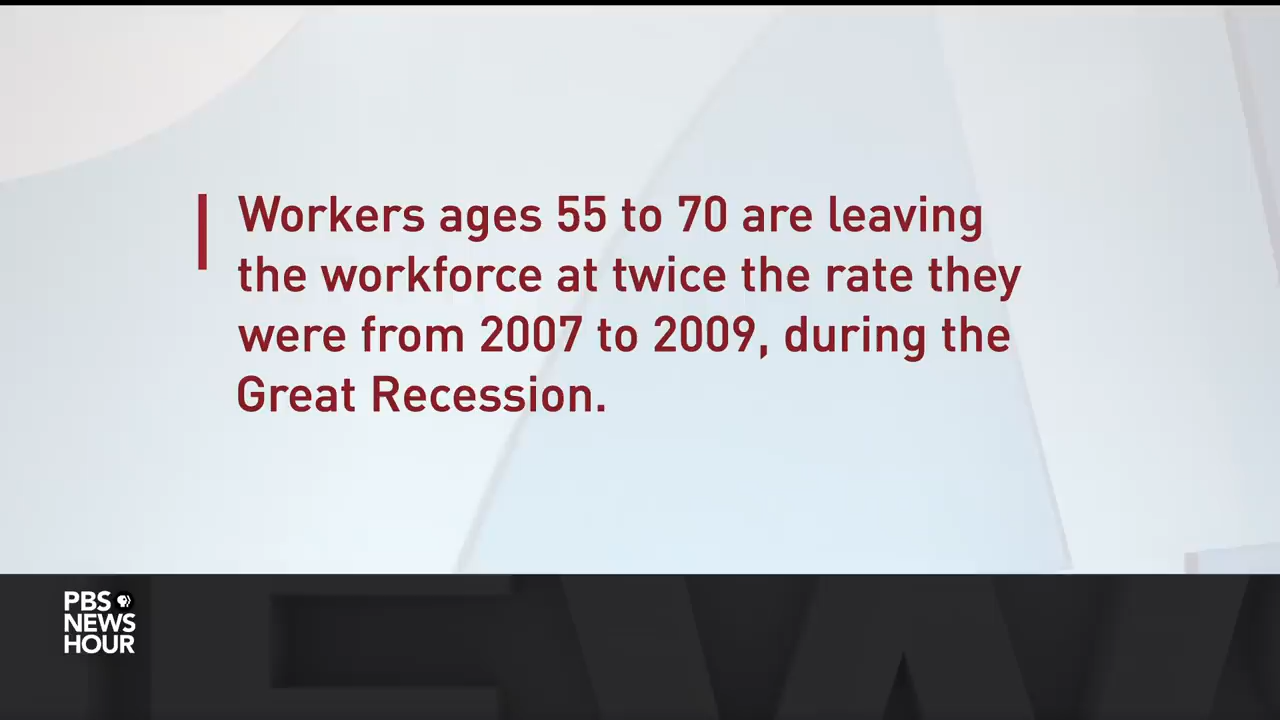 Workers ages 55 to 70 are leaving
the workforce at twice the rate they
were from 2007 to 2009, during the
Great Recession.
PBS
NEWS
HOUR